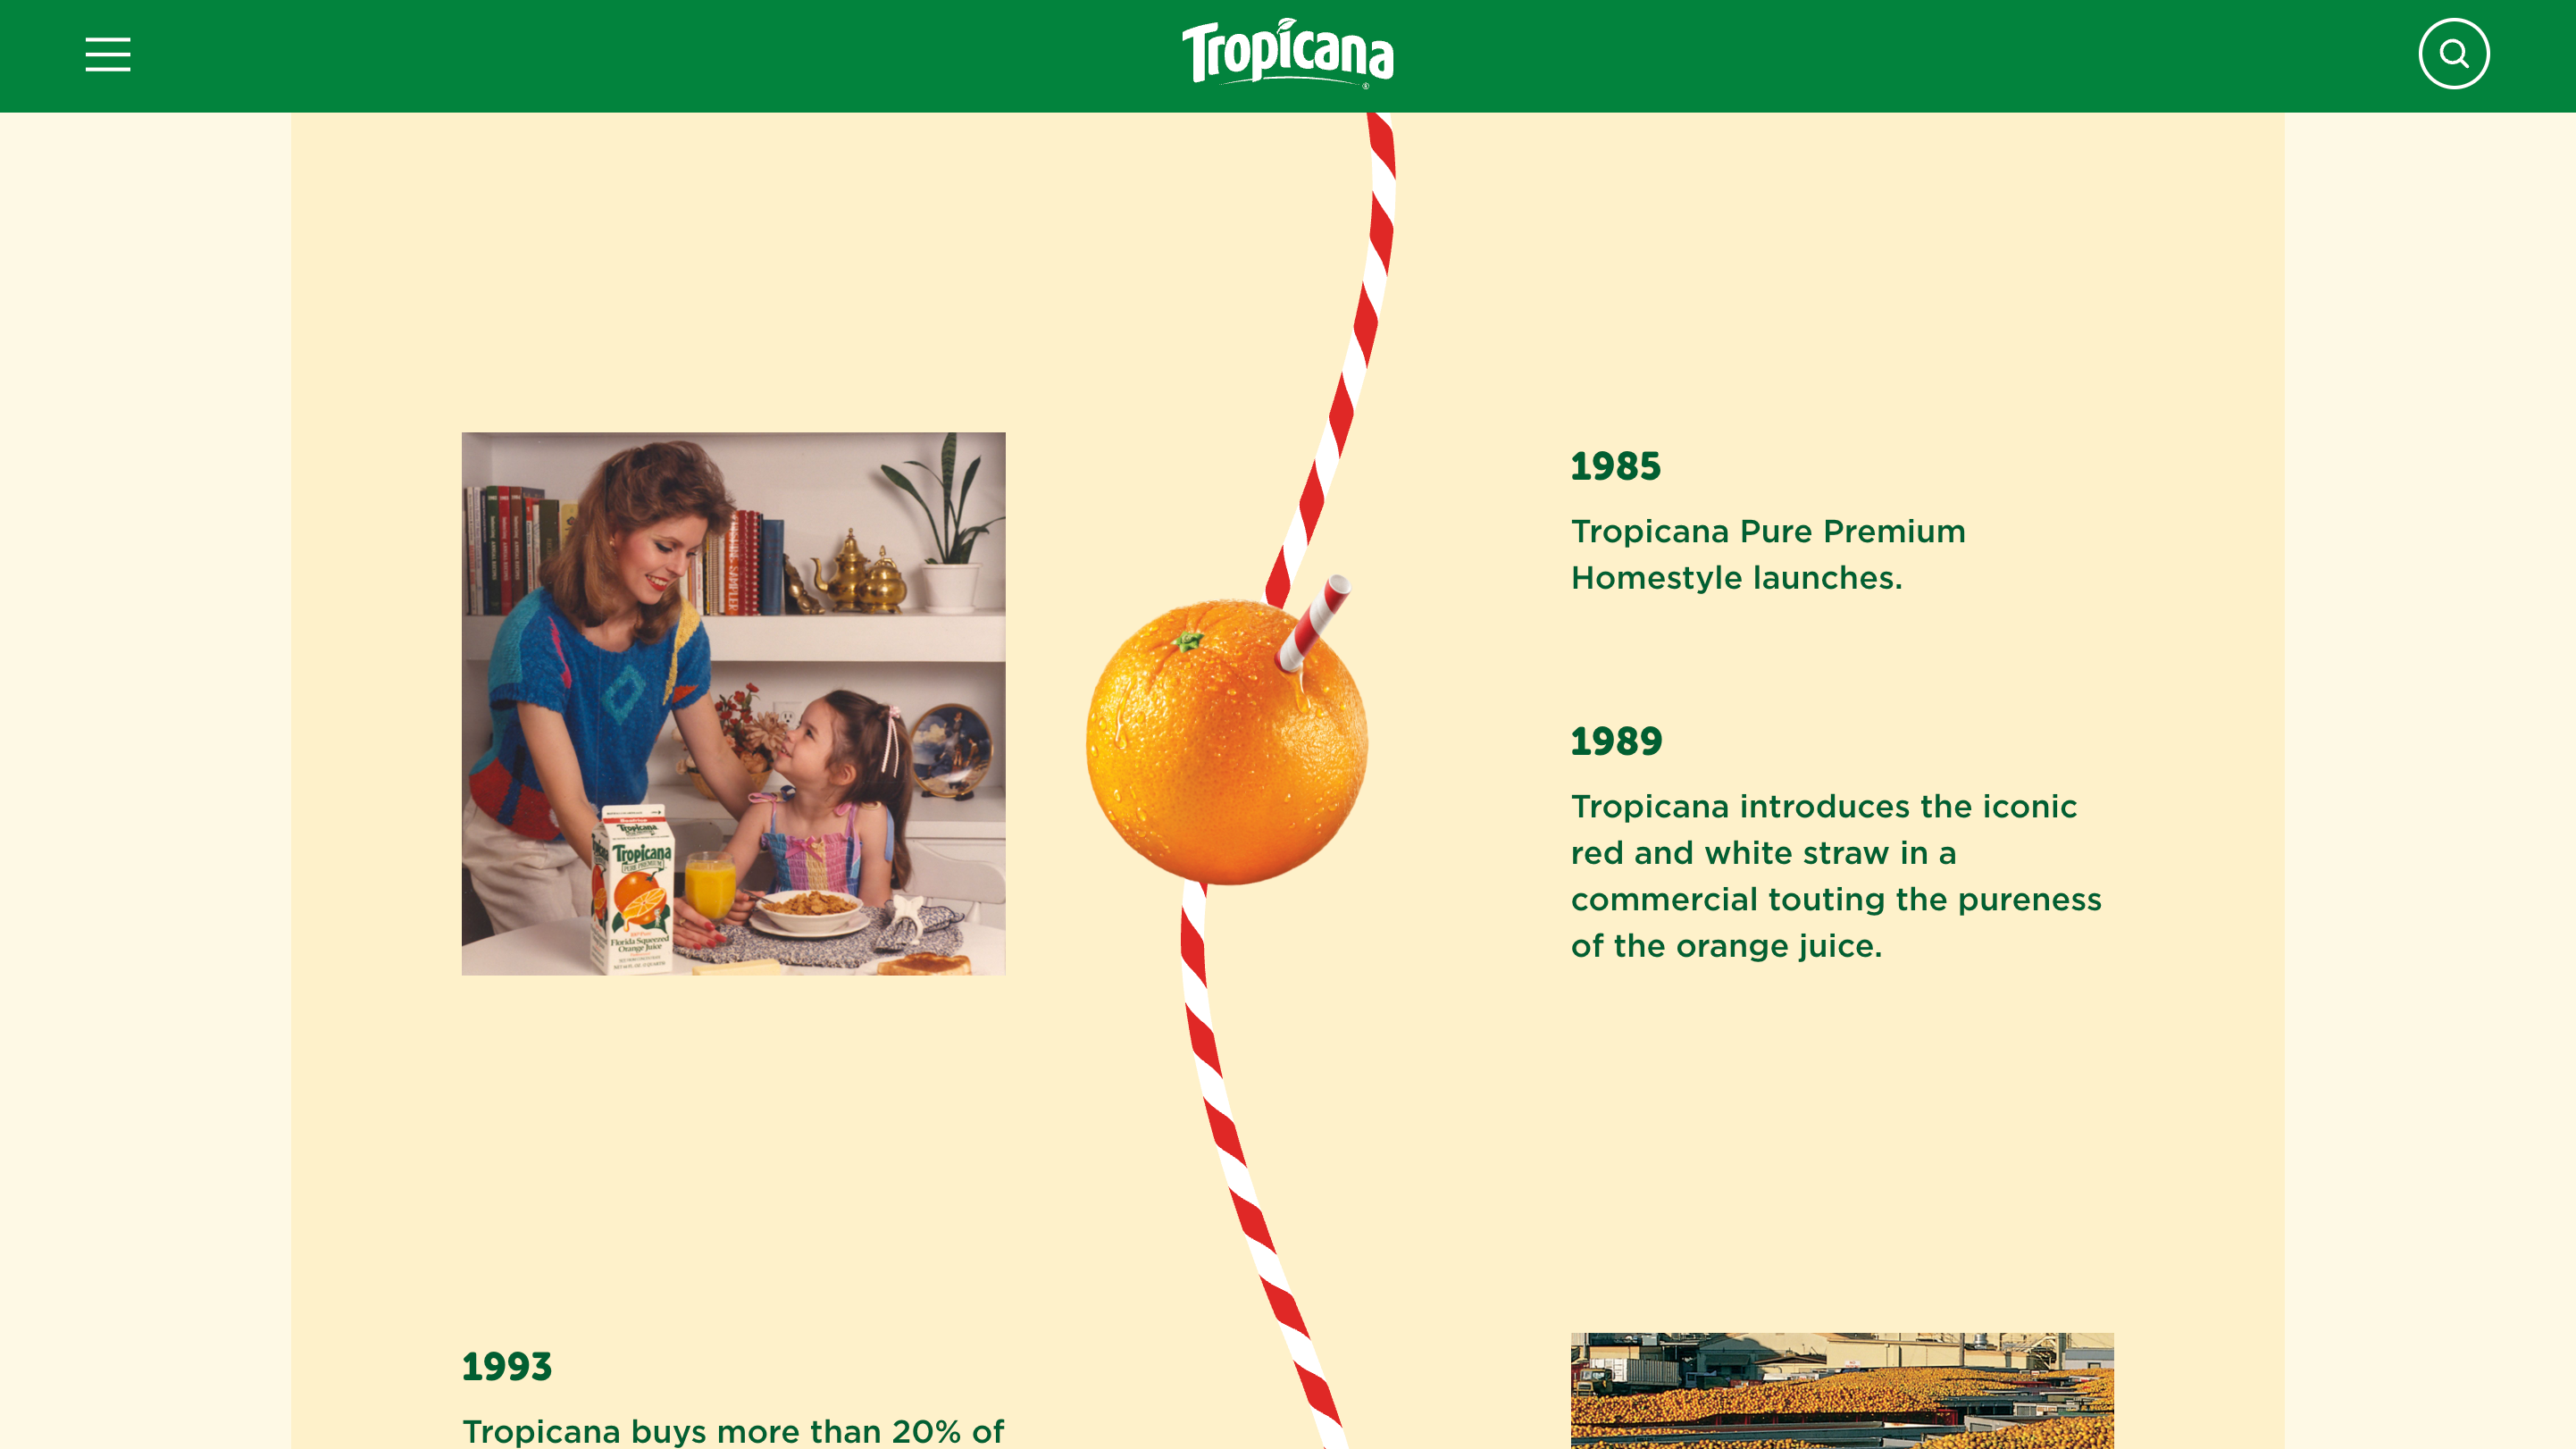 Tropicana
1985
Tropicana Pure Premium
Homestyle launches.
SAMPLER
Tropicana
Tropicana
PURE PREMIUM
Florida Squeezed
Orange Juice
1989
Tropicana introduces the iconic
red and white straw in a
commercial touting the pureness
of the orange juice.
1993
Tropicana buys more than 20% of